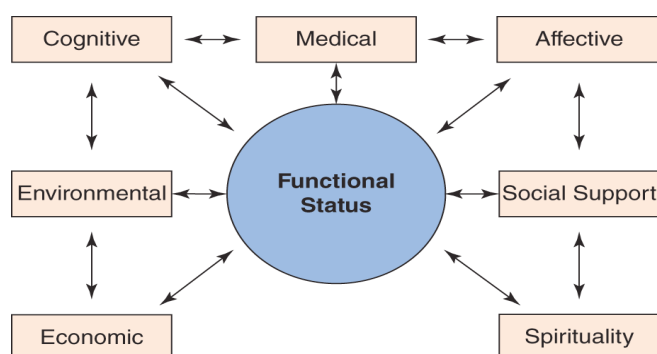 Cognitive
Medical
Affective
Environmental
Functional
Status
Social Support
Economic
Spirituality